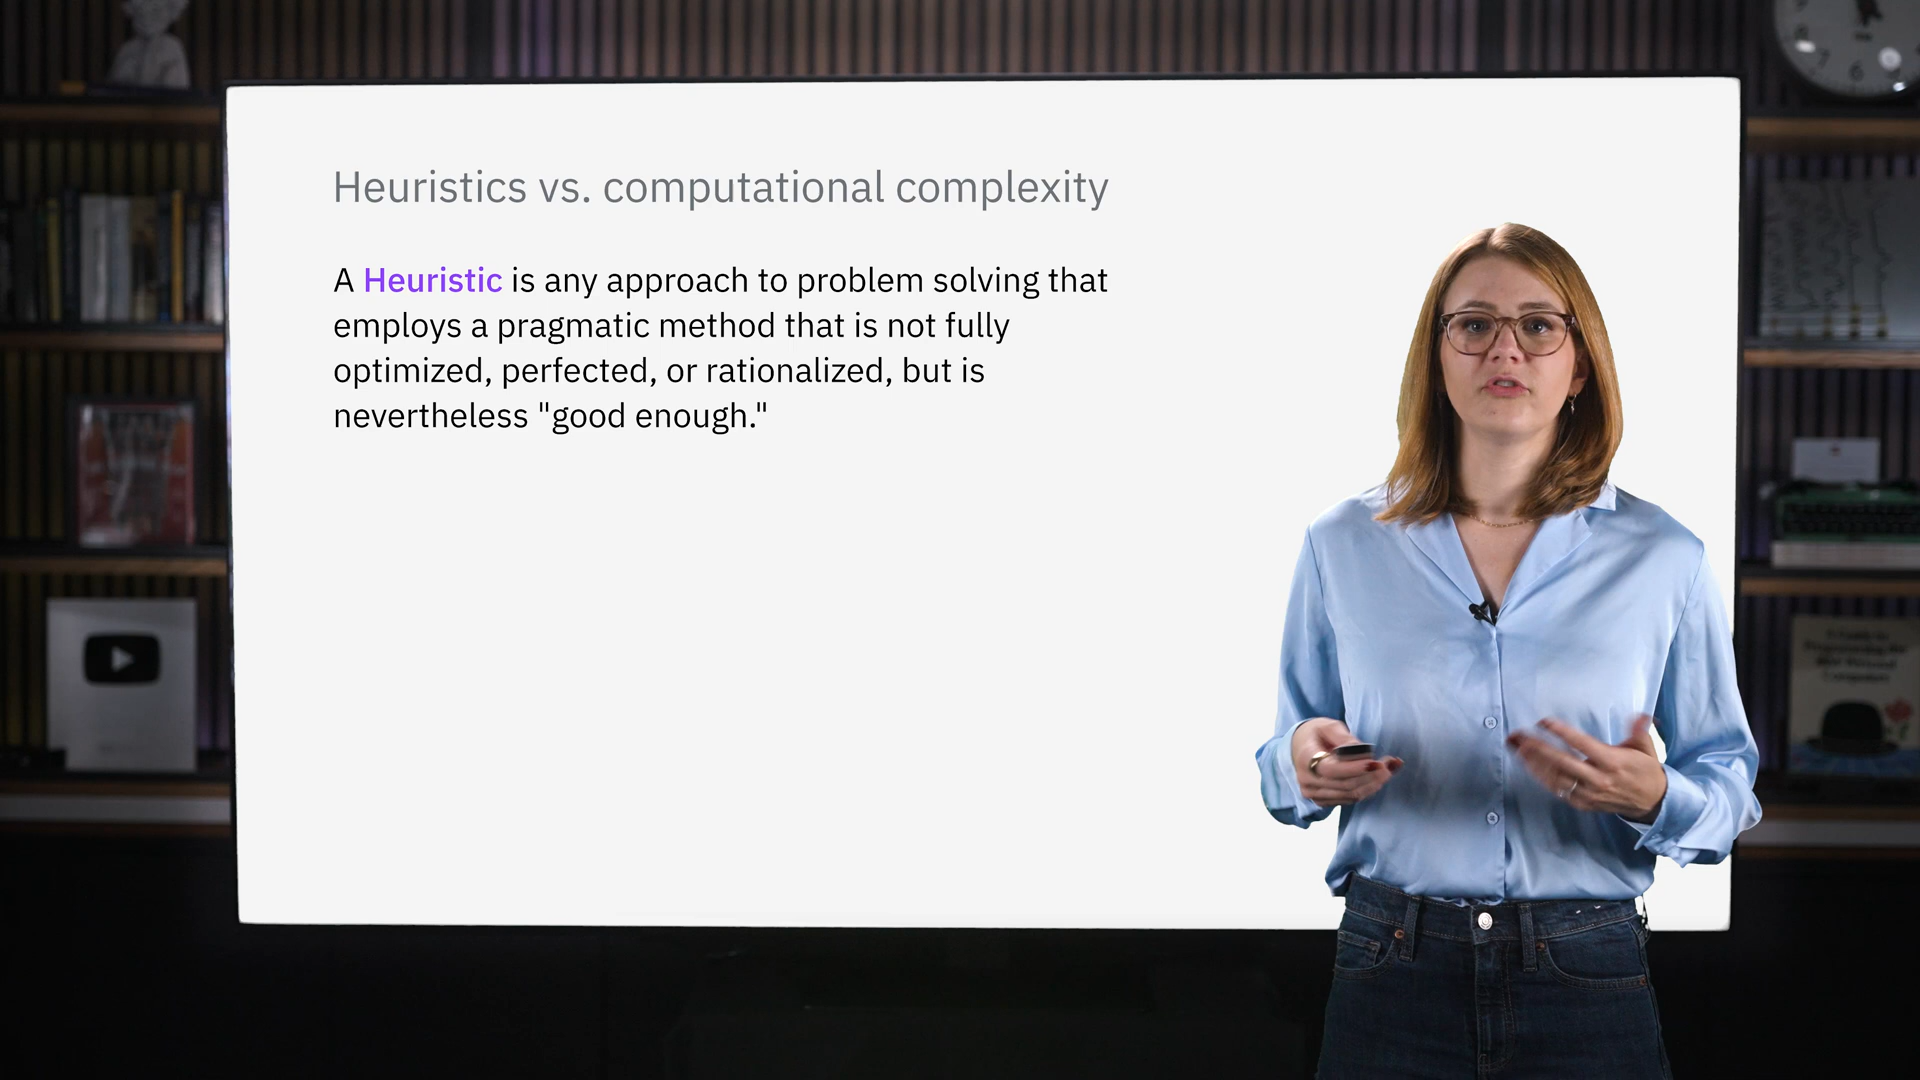 Heuristics vs. computational complexity
A Heuristic is any approach to problem solving that
employs a pragmatic method that is not fully
optimized, perfected, or rationalized, but is
nevertheless "good enough."